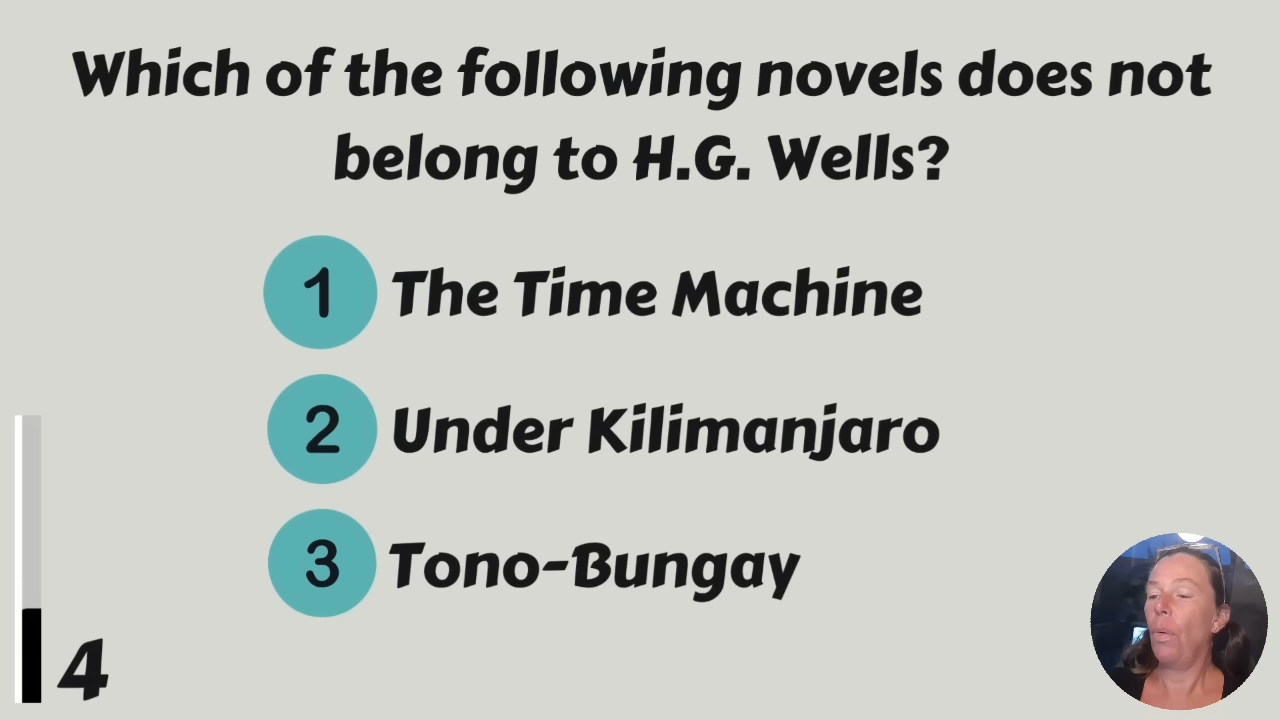 Which of the following novels does not
belong to H.G. Wells?
1 The Time Machine
2 Under Kilimanjaro
3 Tono-Bungay
4